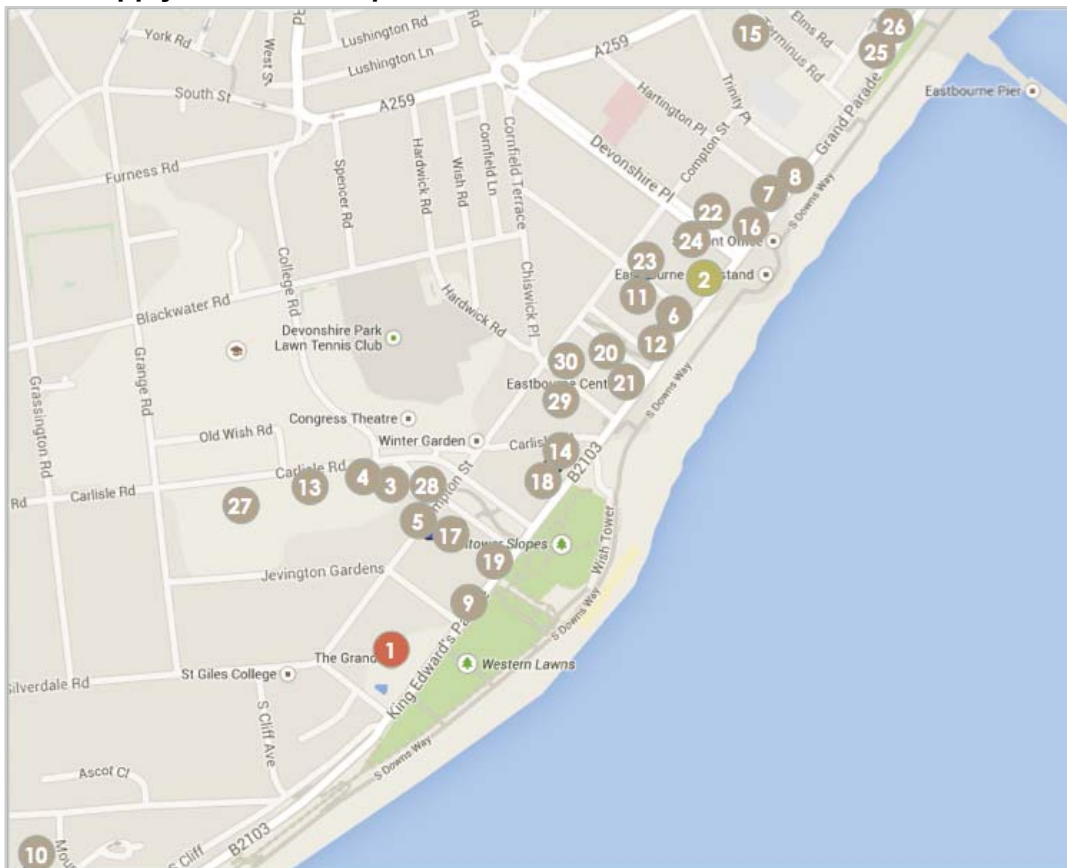 Rd
Rd
York Rd
West St
Lushington Rd
Lushington Ln
A259
South St
A259
15
Elms Rd
Terminus Rd
26
25
Eastbourne Pier
Grand Parade
Trinity Pl
Hartington Pl
Compton St
Devonshire Pl
Furness Rd
Spencer Rd
Hardwick Rd
Wish Rd
Cornfield Ln
Cornfield Terrace
8
7
S Downs Way
22
16
24
23
2
11
6
12
College Rd
Chiswick Pl
Blackwater Rd
Hardwick Rd
Devonshire Park
Lawn Tennis Club
30
20
21
29
S Downs Way
Grassington Rd
Grange Rd
Congress Theatre
Old Wish Rd
Winter Garden
14
B2103
18
Carlisle Rd
Carlisle Rd
Rd
27
13
4
3
28
5
17
19
Wish Tower
Jevington Gardens
9
S Downs Way
1
The Grand
Western Lawns
St Giles College
King Edward's
S Cliff Ave
S Downs Way
Ascot Cl
10
S Cliff
B2103